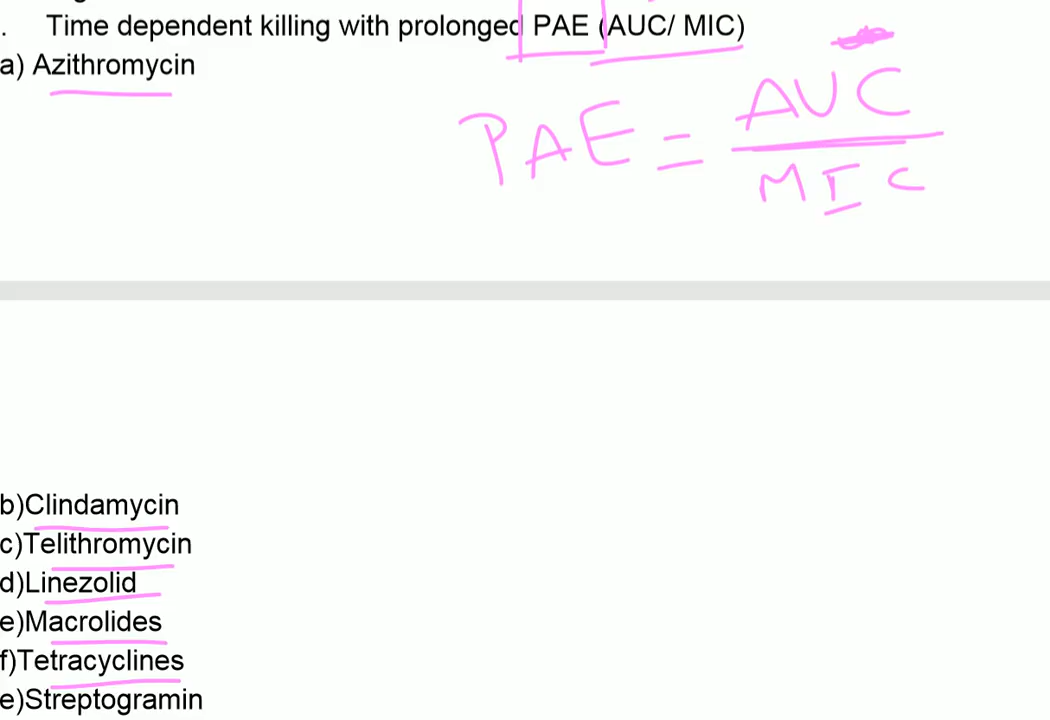 . Time dependent killing with prolonged PAE (AUC/ MIC)
a) Azithromycin
PAE = AUC
MIC
b)Clindamycin
c)Telithromycin
d)Linezolid
e)Macrolides
f)Tetracyclines
e)Streptogramin